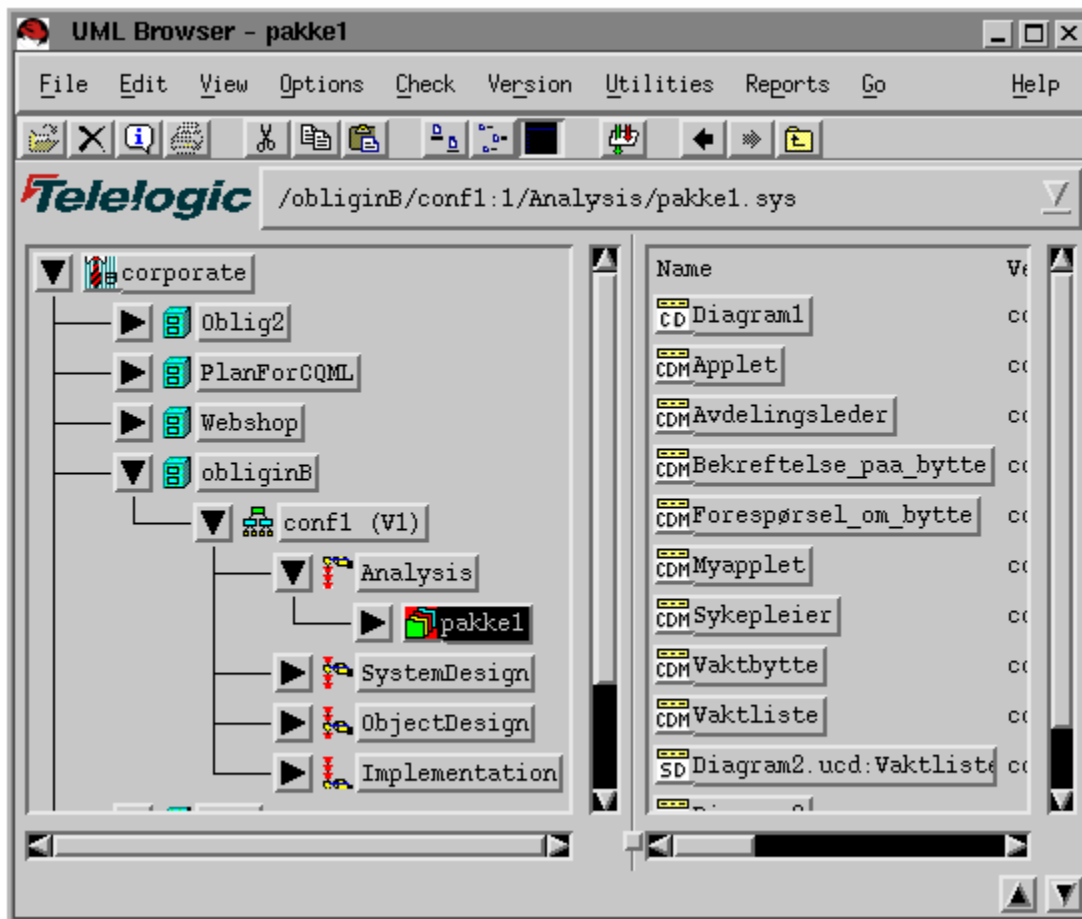 UML Browser - pakke1
File Edit View Options Check Version Utilities Reports Go Help
Telelogic /obliginB/conf1:1/Analysis/pakke1.sys
corporate
Oblig2
PlanForCQML
Webshop
obliginB
conf1 (V1)
Analysis
pakke1
SystemDesign
ObjectDesign
Implementation
Name
CD Diagram1
CDM Applet
CDM Avdelingsleder
CDM Bekreftelse_paa_bytte
CDM Forespørsel_om_bytte
CDM Myapplet
CDM Sykepleier
CDM Vaktbytte
CDM Vaktliste
SD Diagram2.ucd:Vaktliste